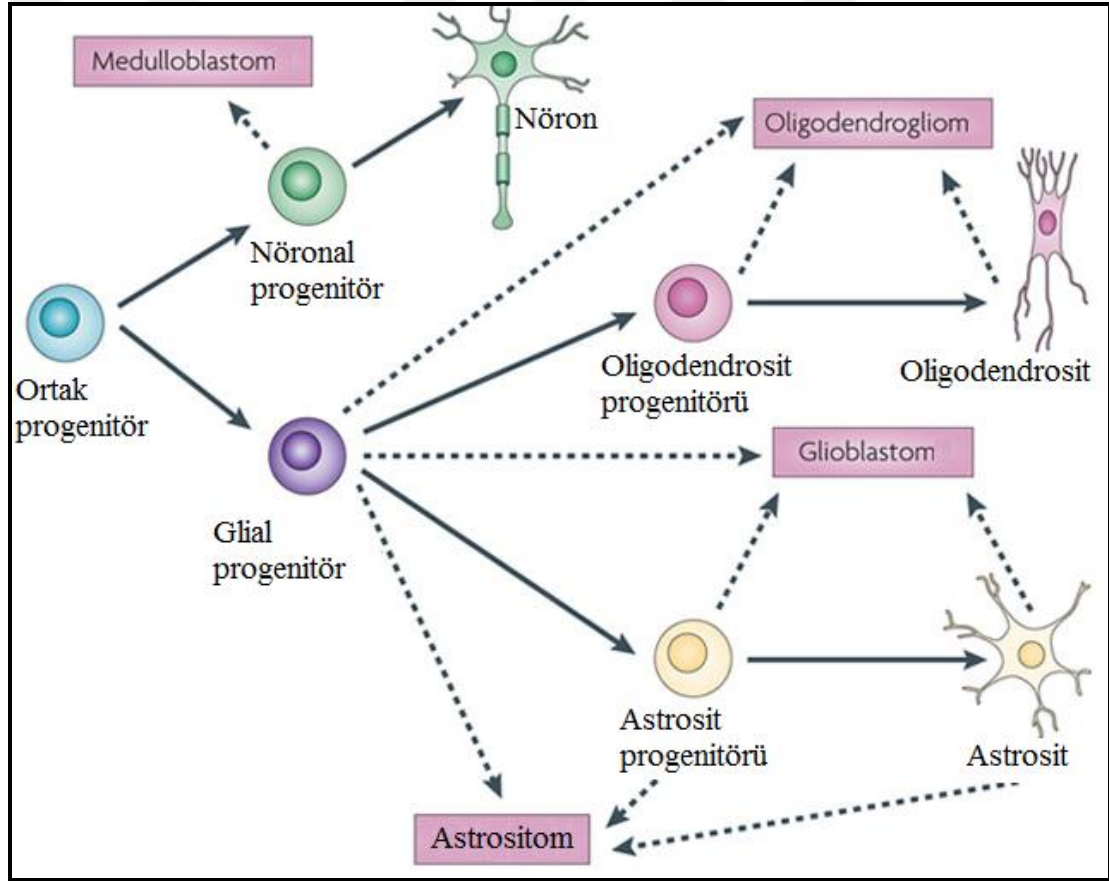 Medulloblastom
Nöron
Oligodendrogliom
Nöronal
progenitör
Ortak
progenitör
Oligodendrosit
progenitörü
Oligodendrosit
Glial
progenitör
Glioblastom
Astrosit
progenitörü
Astrosit
Astrositom